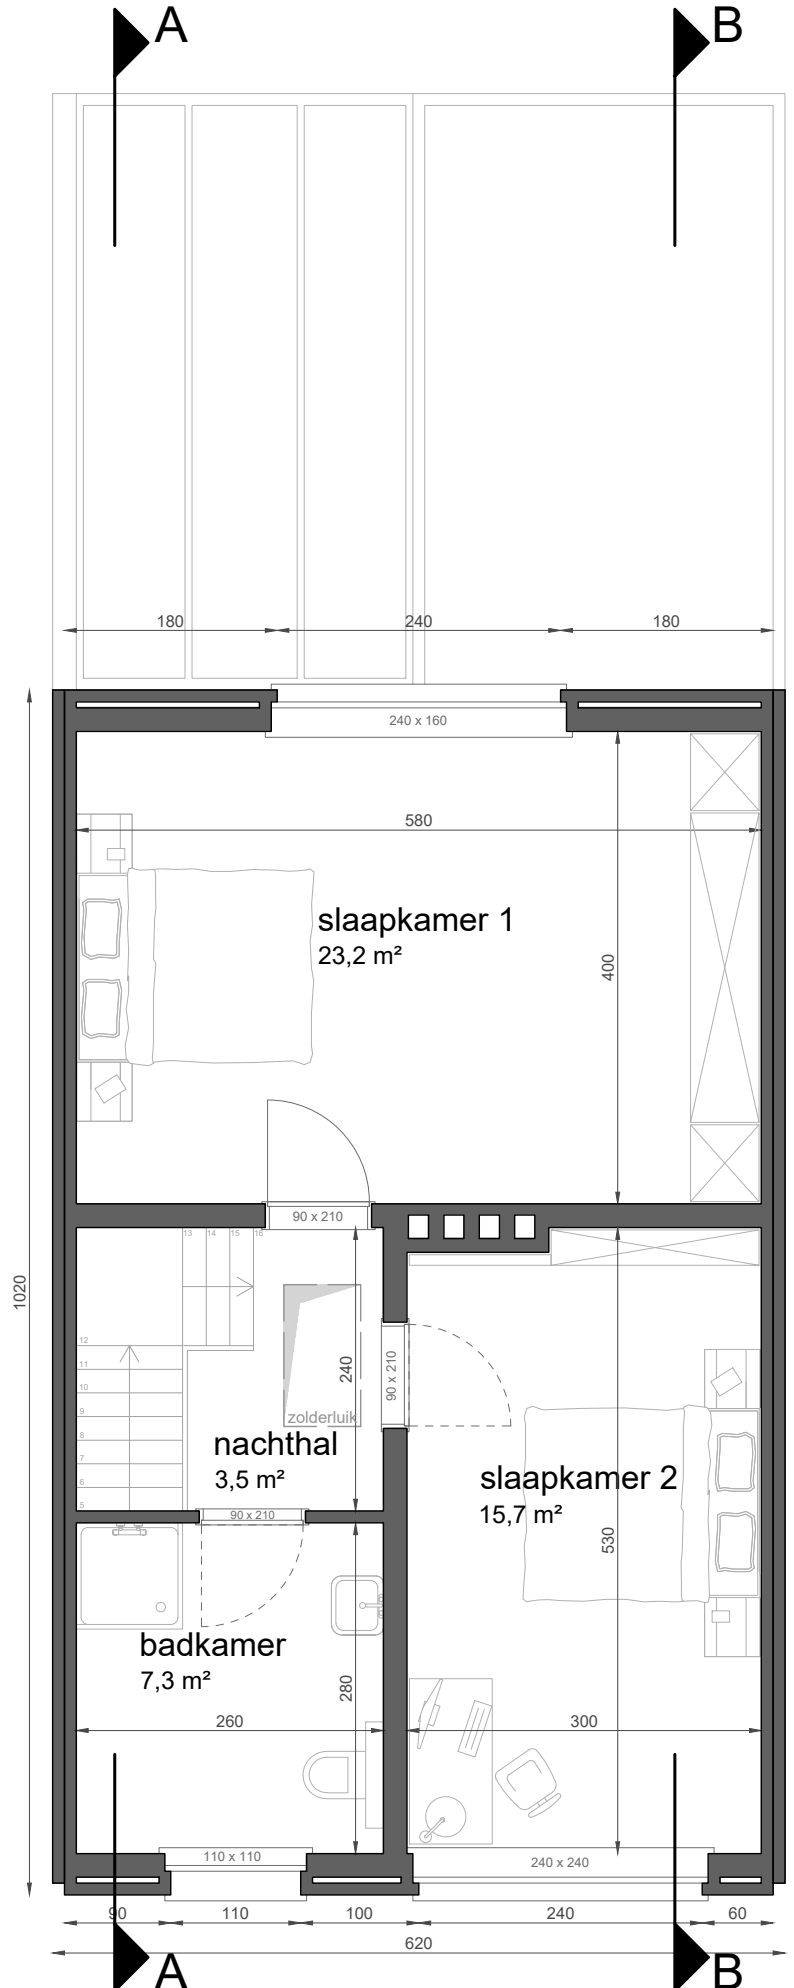 A
B
180
240
180
240 x 160
580
slaapkamer 1
23,2 m²
400
90 x 210
13
14
15
16
1020
12
11
10
9
8
7
6
5
240
90 x 210
zolderluik
nachthal
3,5 m²
slaapkamer 2
15,7 m²
90 x 210
530
badkamer
7,3 m²
280
260
300
110 x 110
240 x 240
90
110
100
240
60
620
A
B